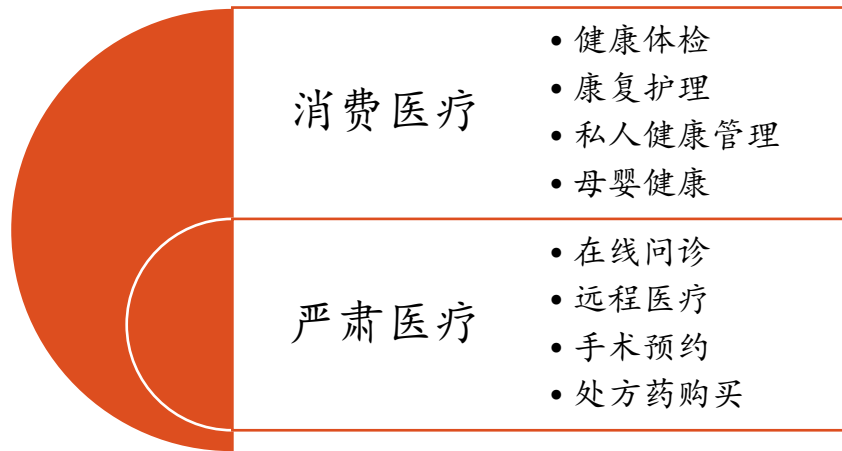 消费医疗
• 健康体检
• 康复护理
• 私人健康管理
• 母婴健康
严肃医疗
• 在线问诊
• 远程医疗
• 手术预约
• 处方药购买